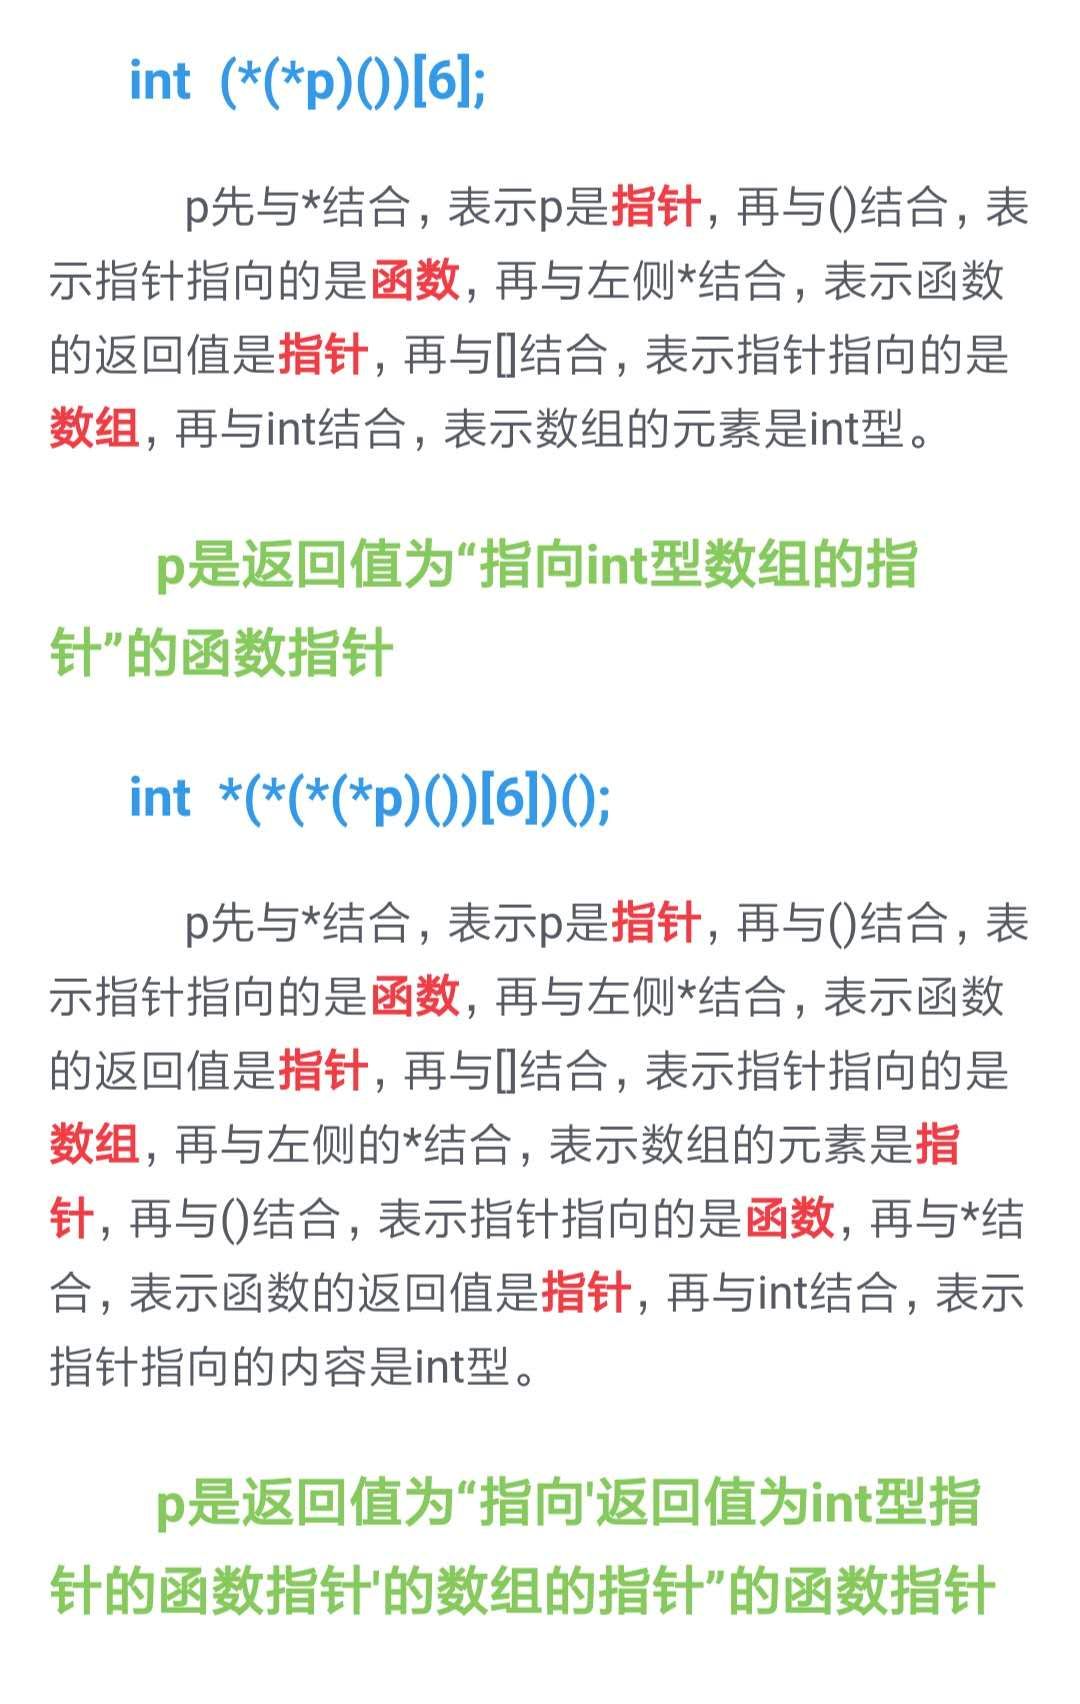 int (*(*p)())[6];
p先与*结合，表示p是指针，再与()结合，表
示指针指向的是函数，再与左侧*结合，表示函数
的返回值是指针，再与[]结合，表示指针指向的是
数组，再与int结合，表示数组的元素是int型。
p是返回值为“指向int型数组的指
针”的函数指针
int *(*(*(*p)())[6])();
p先与*结合，表示p是指针，再与()结合，表
示指针指向的是函数，再与左侧*结合，表示函数
的返回值是指针，再与[]结合，表示指针指向的是
数组，再与左侧的*结合，表示数组的元素是指
针，再与()结合，表示指针指向的是函数，再与*结
合，表示函数的返回值是指针，再与int结合，表示
指针指向的内容是int型。
p是返回值为“指向'返回值为int型指
针的函数指针'的数组的指针”的函数指针